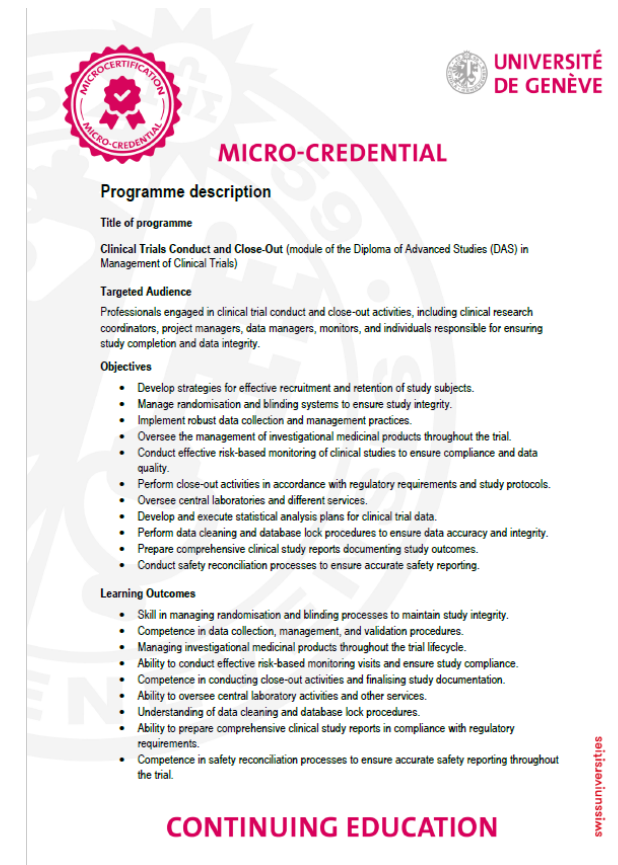 MICROCERTIFICATION
MICRO-CREDENTIAL
UNIVERSITÉ
DE GENÈVE
MICRO-CREDENTIAL
Programme description
Title of programme
Clinical Trials Conduct and Close-Out (module of the Diploma of Advanced Studies (DAS) in
Management of Clinical Trials)
Targeted Audience
Professionals engaged in clinical trial conduct and close-out activities, including clinical research
coordinators, project managers, data managers, monitors, and individuals responsible for ensuring
study completion and data integrity.
Objectives
• Develop strategies for effective recruitment and retention of study subjects.
• Manage randomisation and blinding systems to ensure study integrity.
• Implement robust data collection and management practices.
• Oversee the management of investigational medicinal products throughout the trial.
• Conduct effective risk-based monitoring of clinical studies to ensure compliance and data
quality.
• Perform close-out activities in accordance with regulatory requirements and study protocols.
• Oversee central laboratories and different services.
• Develop and execute statistical analysis plans for clinical trial data.
• Perform data cleaning and database lock procedures to ensure data accuracy and integrity.
• Prepare comprehensive clinical study reports documenting study outcomes.
• Conduct safety reconciliation processes to ensure accurate safety reporting.
Learning Outcomes
• Skill in managing randomisation and blinding processes to maintain study integrity.
• Competence in data collection, management, and validation procedures.
• Managing investigational medicinal products throughout the trial lifecycle.
• Ability to conduct effective risk-based monitoring visits and ensure study compliance.
• Competence in conducting close-out activities and finalising study documentation.
• Ability to oversee central laboratory activities and other services.
• Understanding of data cleaning and database lock procedures.
• Ability to prepare comprehensive clinical study reports in compliance with regulatory
requirements.
• Competence in safety reconciliation processes to ensure accurate safety reporting throughout
the trial.
swissuniversities
CONTINUING EDUCATION